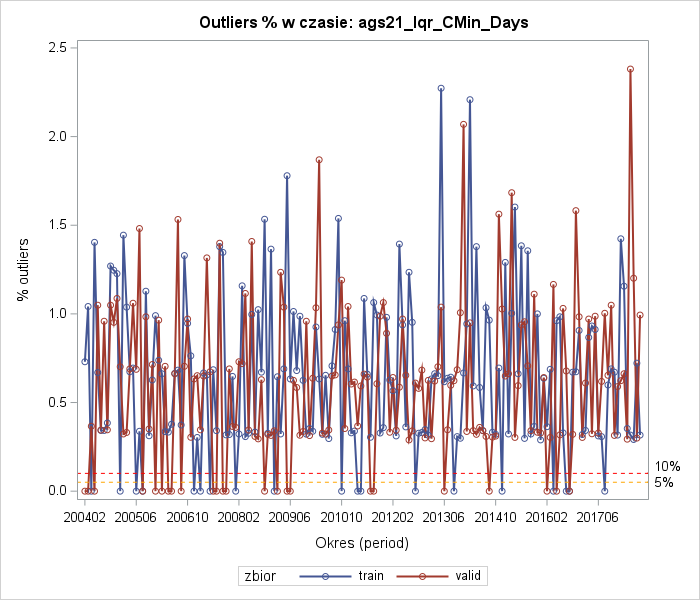 Outliers % w czasie: ags21_Iqr_CMin_Days
2.5
2.0
1.5
1.0
0.5
0.0
% outliers
10%
5%
200402 200506 200610 200802 200906 201010 201202 201306 201410 201602 201706
Okres (period)
zbior train valid